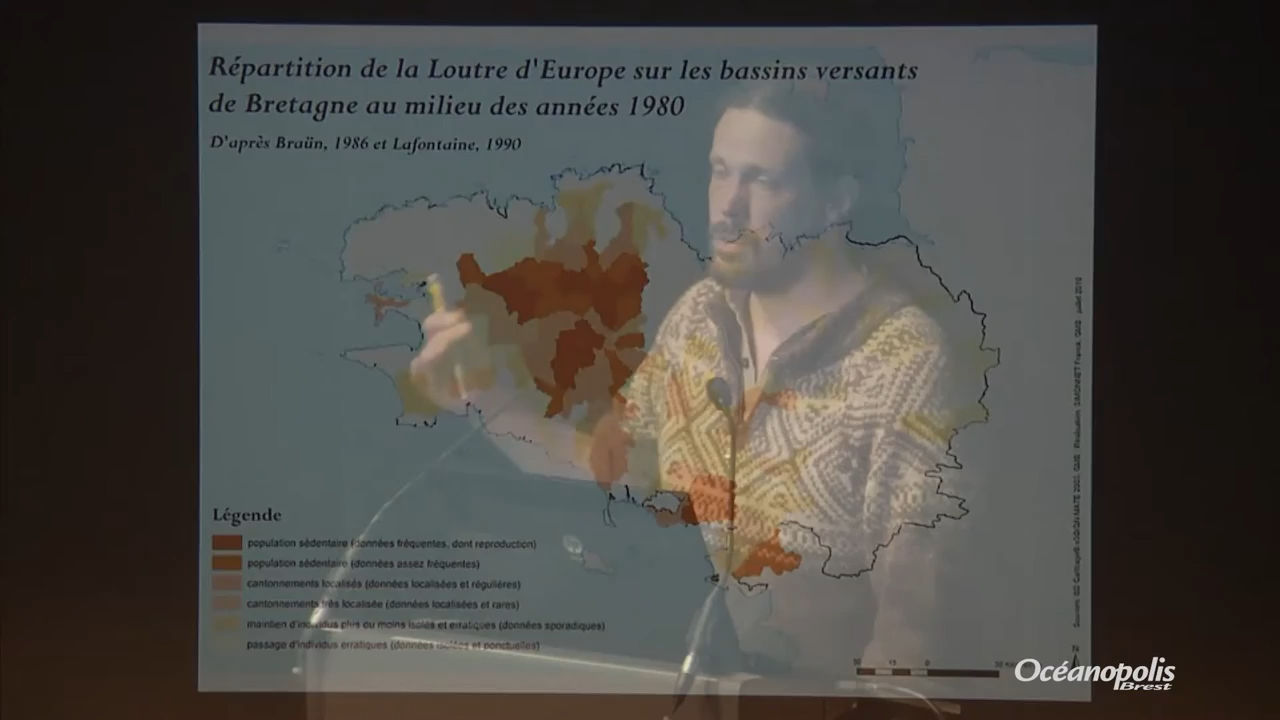 Répartition de la Loutre d'Europe sur les bassins versants
de Bretagne au milieu des années 1980
D'après Braün, 1986 et Lafontaine, 1990
Légende
population sédentaire (données fréquentes, dont reproduction)
population sédentaire (données assez fréquentes)
cantonnements localisés (données localisées et régulières)
cantonnements très localisée (données localisées et rares)
maintien d'individus plus ou moins isolés et erratiques (données sporadiques)
passage d'individus erratiques (données isolées et ponctuelles)
N
0
Océanopolis
Brest